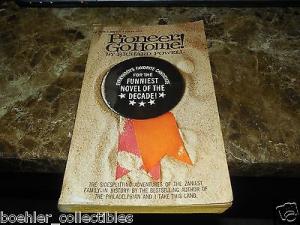 Pioneer,
Go Home!
BY RICHARD POWELL
EVERYBODY'S FAVORITE CANDIDATE
FOR THE
FUNNIEST
NOVEL OF THE
DECADE!
THE SIDESPLITTING ADVENTURES OF THE ZANIEST
FAMILY IN HISTORY BY THE BESTSELLING AUTHOR OF
THE PHILADELPHIAN AND I TAKE THIS LAND.
boehler_collectibles